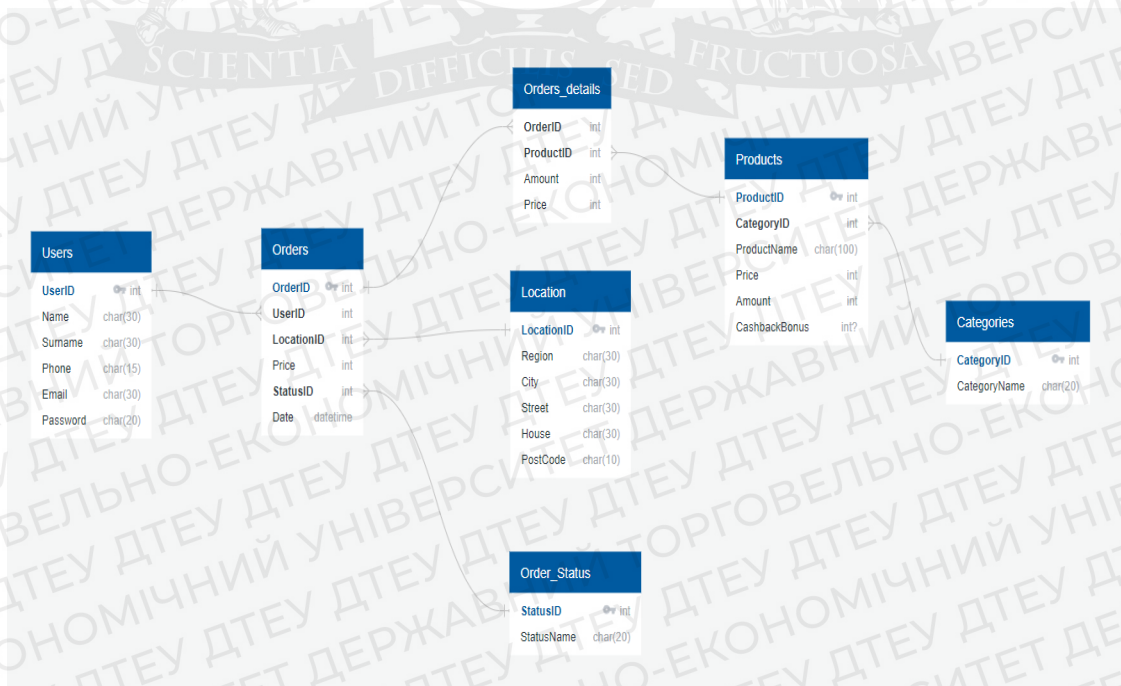 SCIENTIA DIFFICILIS SED FRUCTUOSA
Orders_details
OrderID int
ProductID int
Amount int
Price int
Products
ProductID int
CategoryID int
ProductName char(100)
Price int
Amount int
CashbackBonus int?
Users
UserID int
Name char(30)
Surname char(30)
Phone char(15)
Email char(30)
Password char(20)
Orders
OrderID int
UserID int
LocationID int
Price int
StatusID int
Date datetime
Location
LocationID int
Region char(30)
City char(30)
Street char(30)
House char(30)
PostCode char(10)
Categories
CategoryID int
CategoryName char(20)
Order_Status
StatusID int
StatusName char(20)